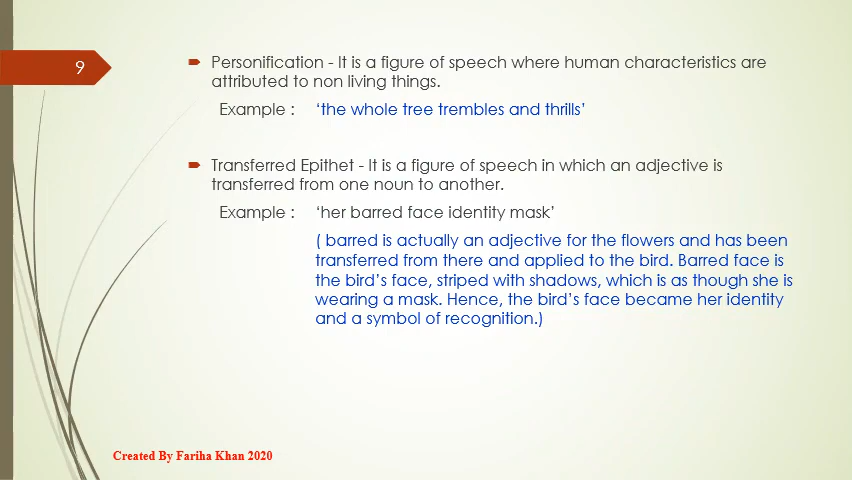 9
Personification - It is a figure of speech where human characteristics are
attributed to non living things.
Example : ‘the whole tree trembles and thrills’
Transferred Epithet - It is a figure of speech in which an adjective is
transferred from one noun to another.
Example : ‘her barred face identity mask’
( barred is actually an adjective for the flowers and has been
transferred from there and applied to the bird. Barred face is
the bird’s face, striped with shadows, which is as though she is
wearing a mask. Hence, the bird’s face became her identity
and a symbol of recognition.)
Created By Fariha Khan 2020